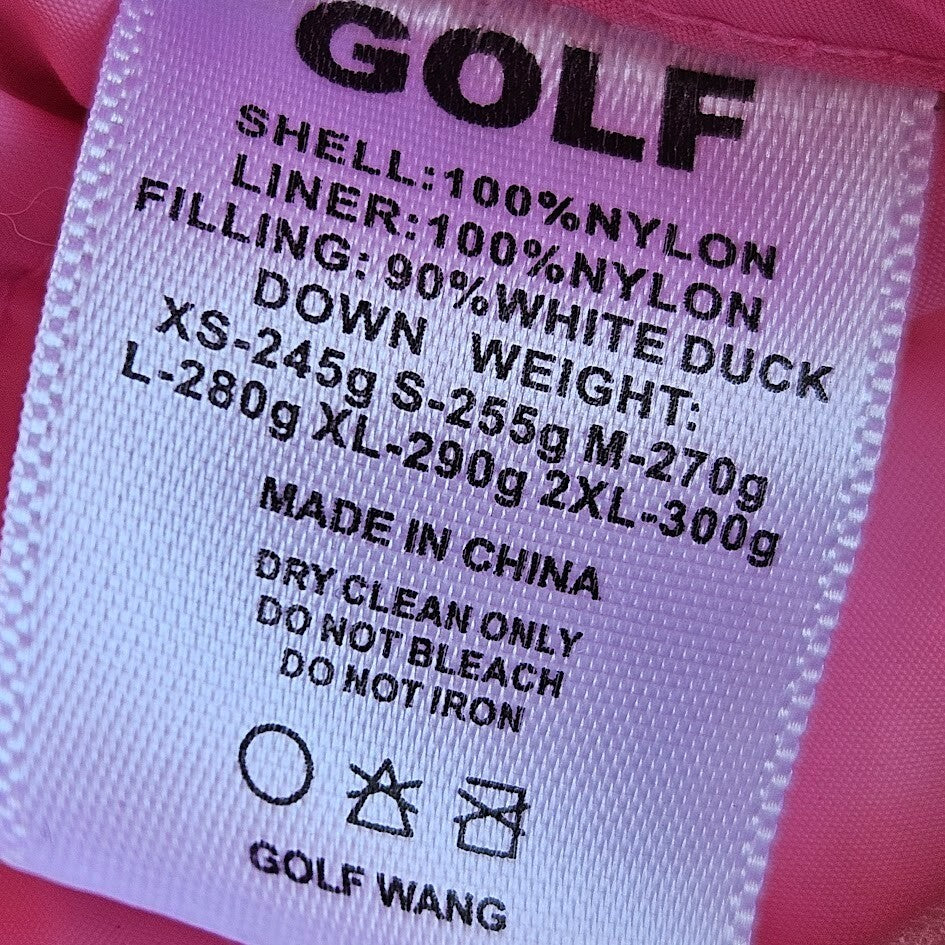 GOLF
SHELL:100%NYLON
LINER:100%NYLON
FILLING: 90%WHITE DUCK
DOWN WEIGHT:
XS-245g S-255g M-270g
L-280g XL-290g 2XL-300g
MADE IN CHINA
DRY CLEAN ONLY
DO NOT BLEACH
DO NOT IRON
GOLF WANG